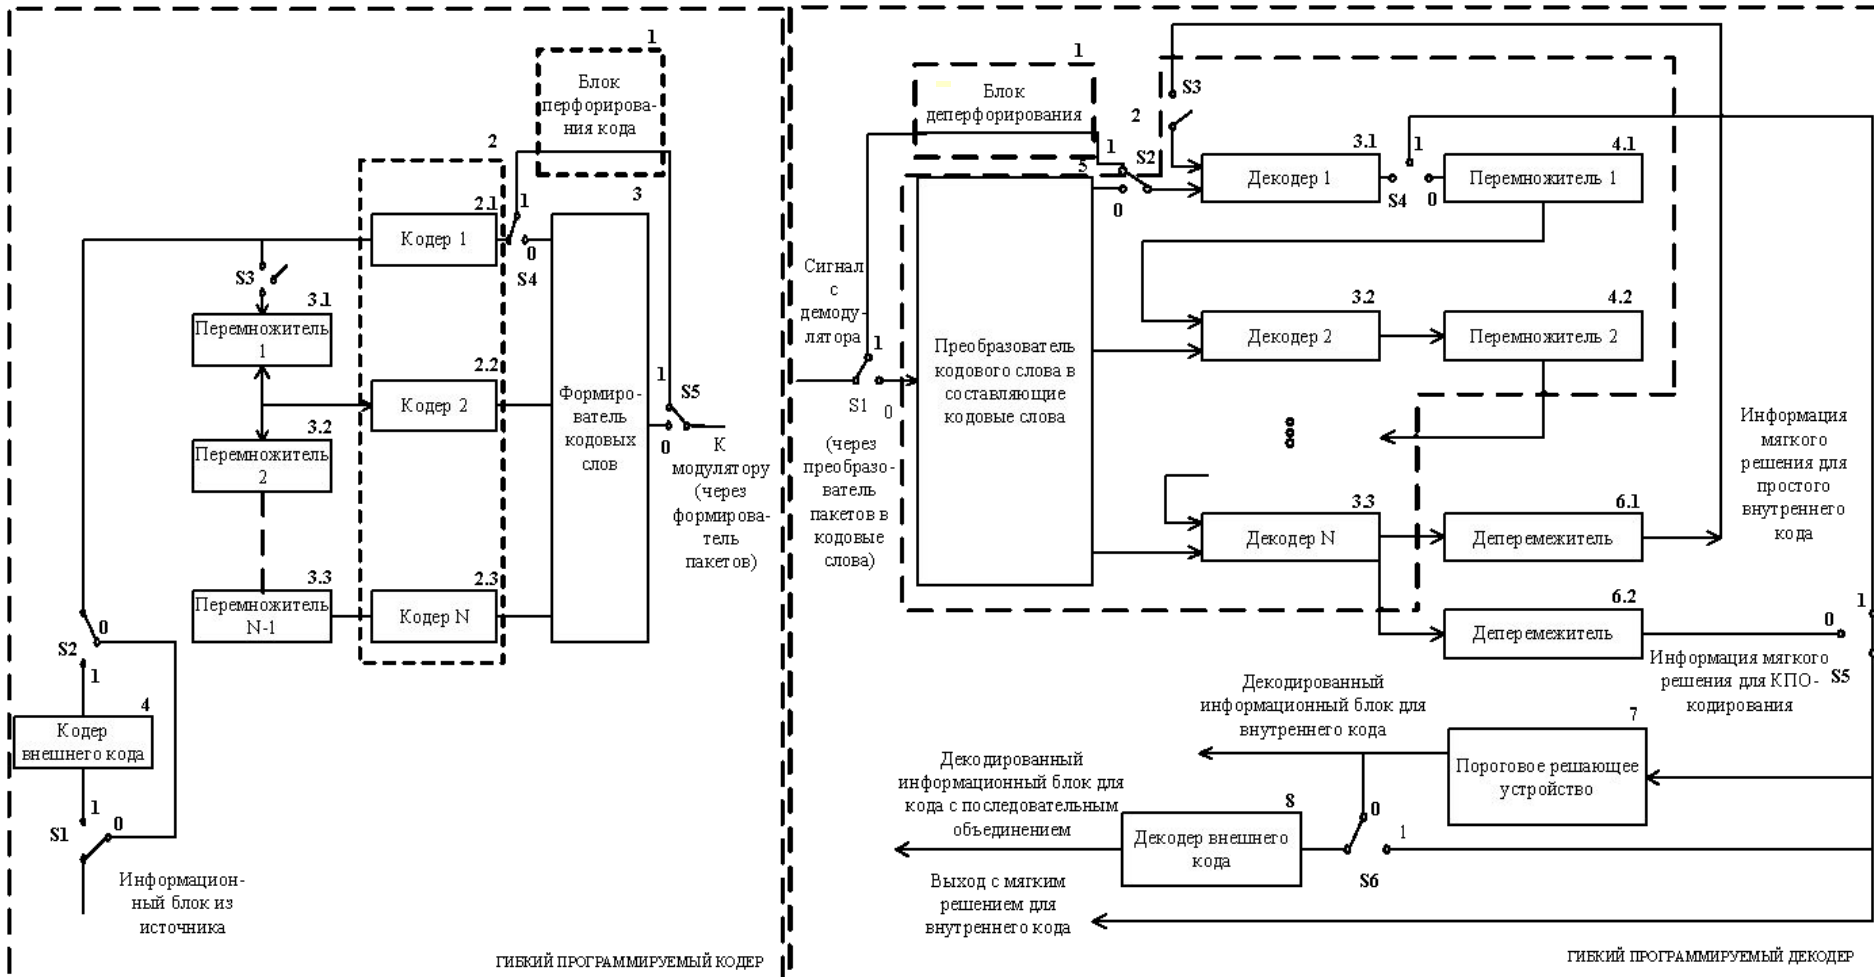 1
Блок
перфорирова-
ния кода
2
1
3
2.1
Кодер 1
0
S4
S3
3.1
Перемножитель
1
2.2
Кодер 2
3.2
Перемножитель
2
Формиро-
ватель
кодовых
слов
1
S5
0
К
модулятору
(через
формирова-
тель
пакетов)
3.3
Перемножитель
N-1
2.3
Кодер N
0
S2
1
4
Кодер
внешнего кода
1
S1
0
Информацион-
ный блок из
источника
ГИБКИЙ ПРОГРАММИРУЕМЫЙ КОДЕР
1
Блок
деперфорирования
S3
2
1
S2
5
0
3.1
Декодер 1
1
S4
0
4.1
Перемножитель 1
Сигнал
с
демоду-
лятора
1
S1
0
(через
преобразо-
ватель
пакетов в
кодовые
слова)
Преобразователь
кодового слова в
составляющие
кодовые слова
3.2
Декодер 2
4.2
Перемножитель 2
Информация
мягкого
решения для
простого
внутреннего
кода
3.3
Декодер N
6.1
Деперемежитель
6.2
Деперемежитель
1
0
S5
Информация мягкого
решения для КПО-
кодирования
Декодированный
информационный блок для
внутреннего кода
7
Пороговое решающее
устройство
Декодированный
информационный блок для
кода с последовательным
объединением
8
Декодер внешнего
кода
0
1
S6
Выход с мягким
решением для
внутреннего кода
ГИБКИЙ ПРОГРАММИРУЕМЫЙ ДЕКОДЕР